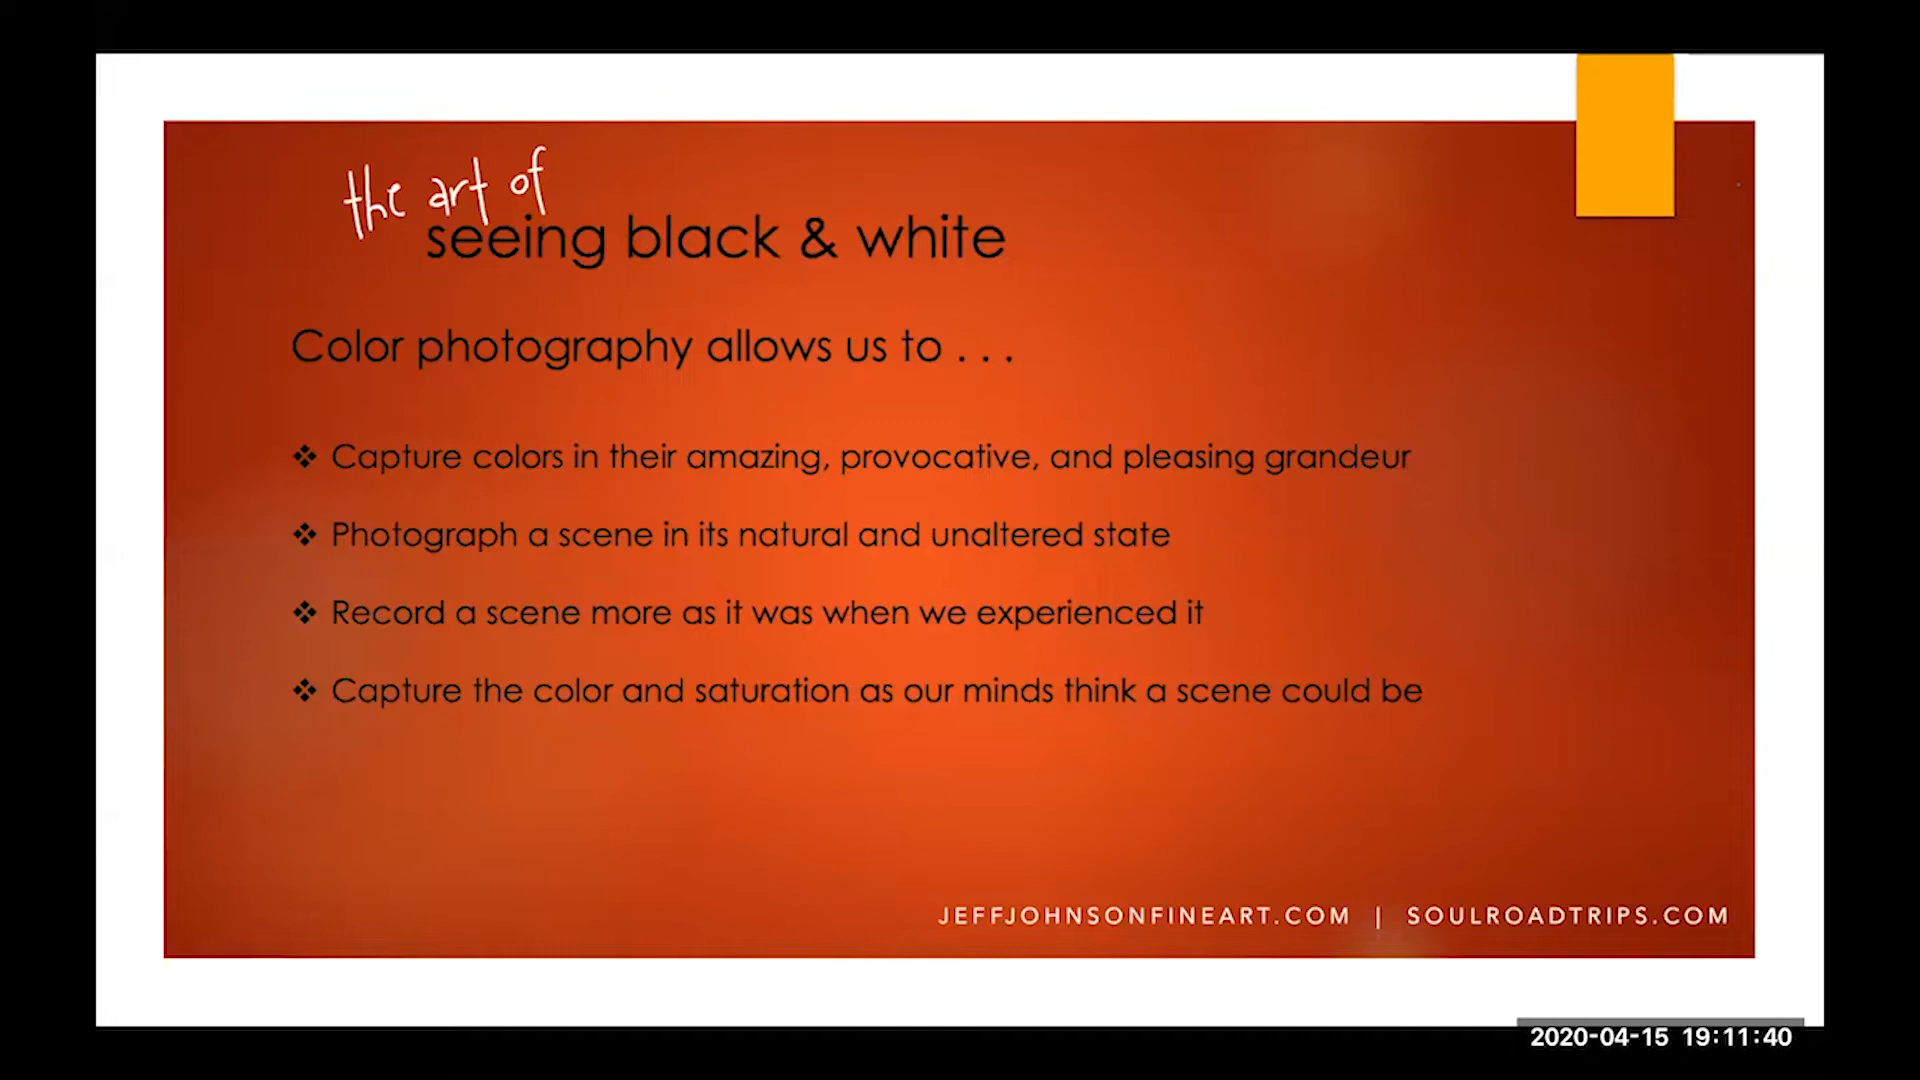 the art of
seeing black & white
Color photography allows us to . . .
❖ Capture colors in their amazing, provocative, and pleasing grandeur
❖ Photograph a scene in its natural and unaltered state
❖ Record a scene more as it was when we experienced it
❖ Capture the color and saturation as our minds think a scene could be
JEFFJOHNSONFINEART.COM | SOULROADTRIPS.COM
2020-04-15 19:11:40